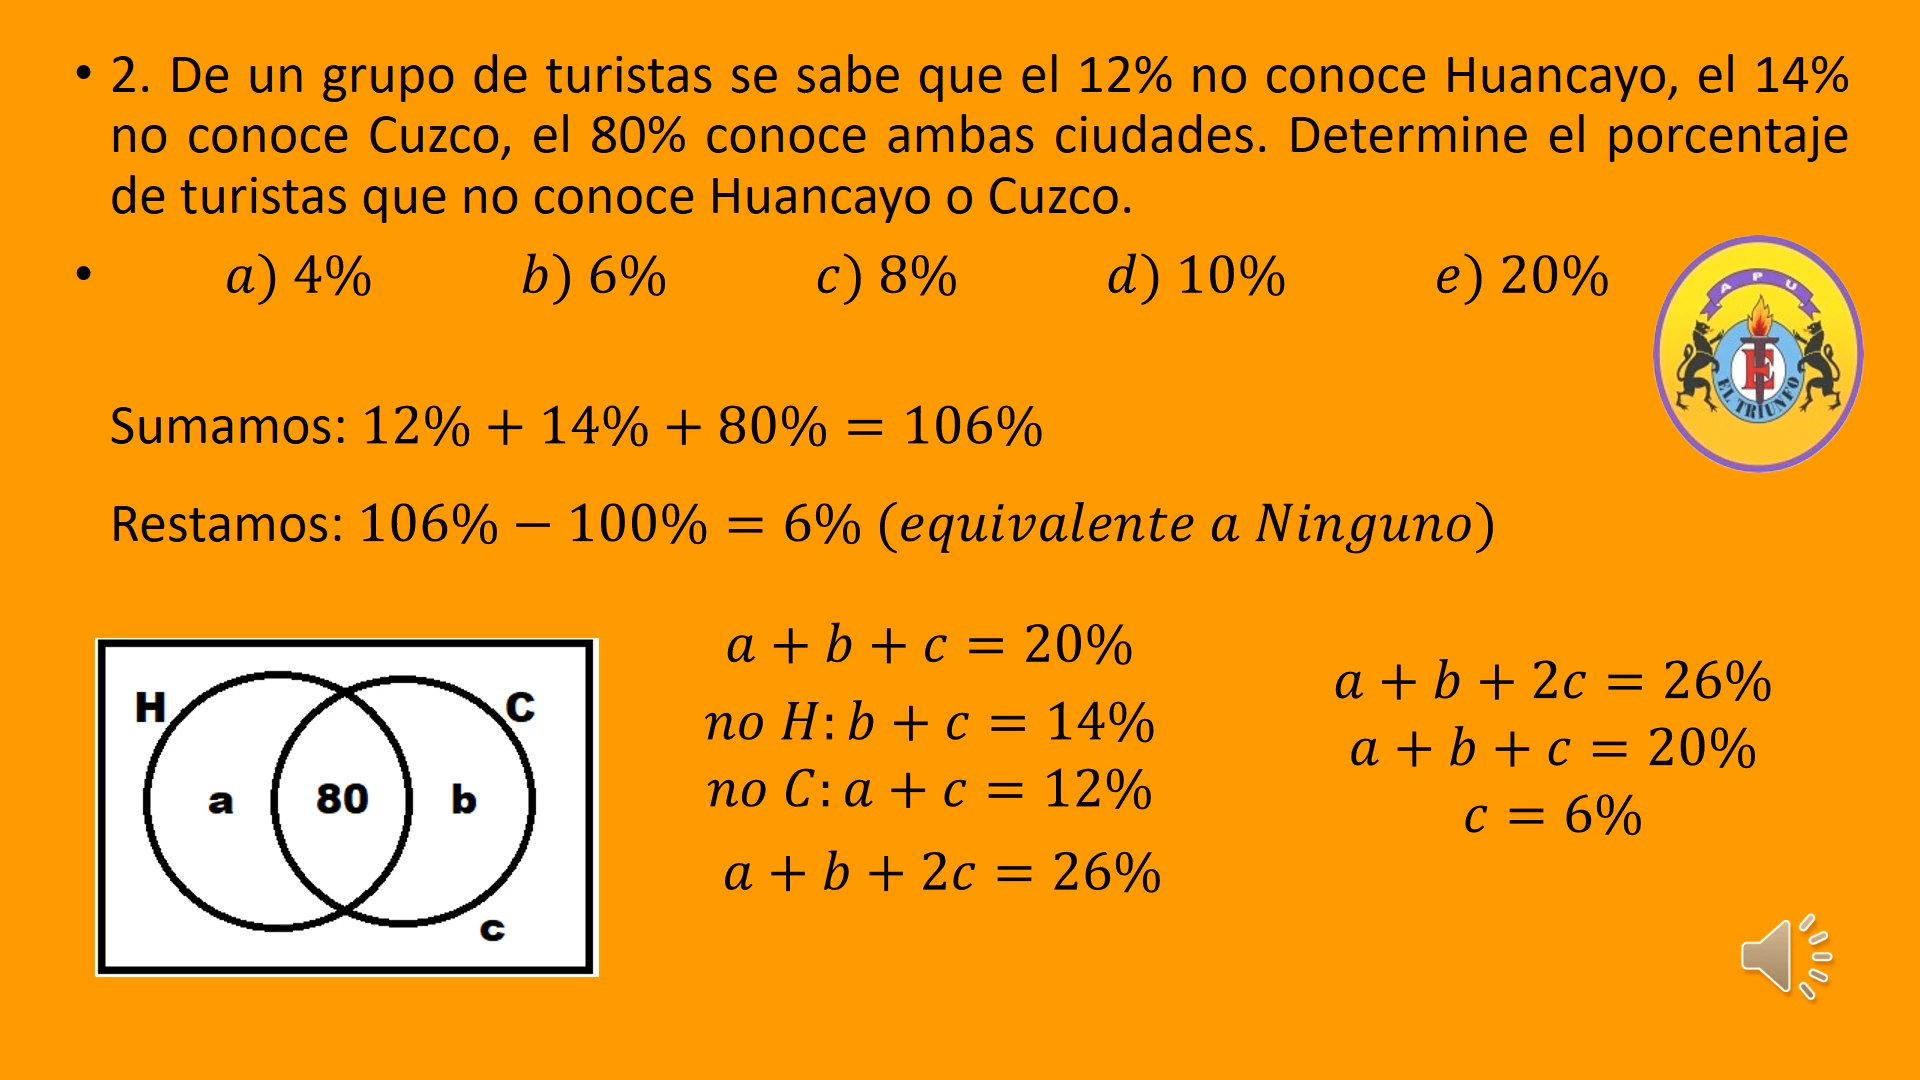 • 2. De un grupo de turistas se sabe que el 12% no conoce Huancayo, el 14%
no conoce Cuzco, el 80% conoce ambas ciudades. Determine el porcentaje
de turistas que no conoce Huancayo o Cuzco.
• a) 4% b) 6% c) 8% d) 10% e) 20%
A P U
E
EL TRIUNFO
Sumamos: 12% + 14% + 80% = 106%
Restamos: 106% − 100% = 6% (equivalente a Ninguno)
H C
a 80 b
c
a + b + c = 20%
no H: b + c = 14%
no C: a + c = 12%
a + b + 2c = 26%
a + b + 2c = 26%
a + b + c = 20%
c = 6%